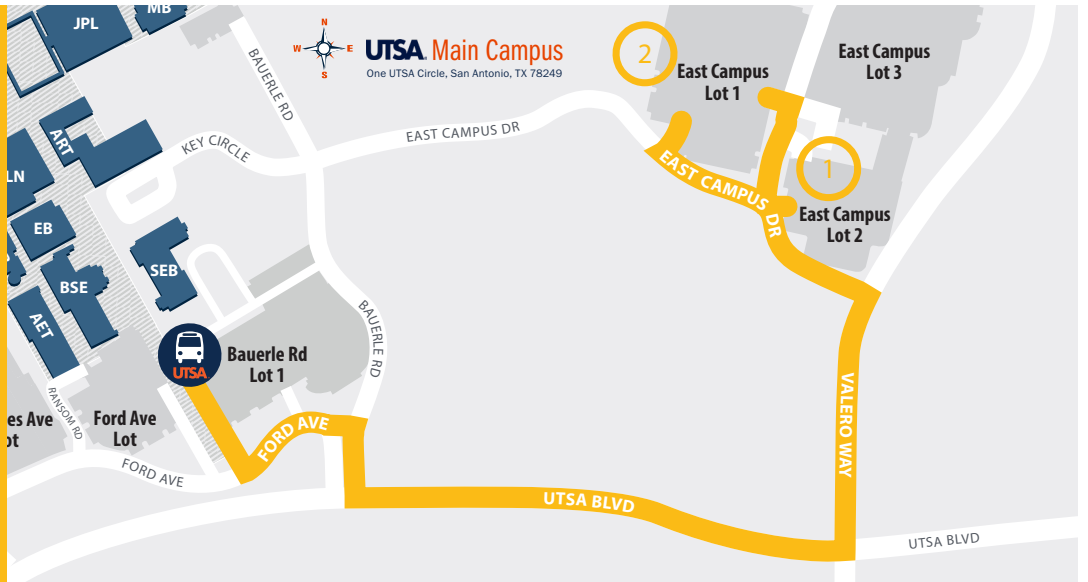 JPL
MB
N
W
E
S
UTSA Main Campus
One UTSA Circle, San Antonio, TX 78249
2
East Campus
Lot 1
East Campus
Lot 3
BAUERLE RD
ART
KEY CIRCLE
EAST CAMPUS DR
EAST CAMPUS DR
1
LN
East Campus
Lot 2
EB
SEB
BSE
AET
UTSA
Bauerle Rd
Lot 1
BAUERLE RD
VALERO WAY
RANSOM RD
es Ave
ot
Ford Ave
Lot
FORD AVE
FORD AVE
UTSA BLVD
UTSA BLVD